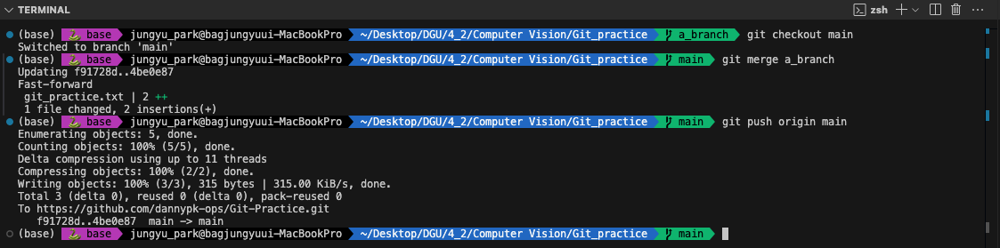 TERMINAL zsh
(base) base jungyu_park@bagjungyuui-MacBookPro ~/Desktop/DGU/4_2/Computer Vision/Git_practice a_branch git checkout main
Switched to branch 'main'
(base) base jungyu_park@bagjungyuui-MacBookPro ~/Desktop/DGU/4_2/Computer Vision/Git_practice main git merge a_branch
Updating f91728d..4be0e87
Fast-forward
git_practice.txt | 2 ++
1 file changed, 2 insertions(+)
(base) base jungyu_park@bagjungyuui-MacBookPro ~/Desktop/DGU/4_2/Computer Vision/Git_practice main git push origin main
Enumerating objects: 5, done.
Counting objects: 100% (5/5), done.
Delta compression using up to 11 threads
Compressing objects: 100% (2/2), done.
Writing objects: 100% (3/3), 315 bytes | 315.00 KiB/s, done.
Total 3 (delta 0), reused 0 (delta 0), pack-reused 0
To https://github.com/dannypk-ops/Git-Practice.git
f91728d..4be0e87 main -> main
(base) base jungyu_park@bagjungyuui-MacBookPro ~/Desktop/DGU/4_2/Computer Vision/Git_practice main